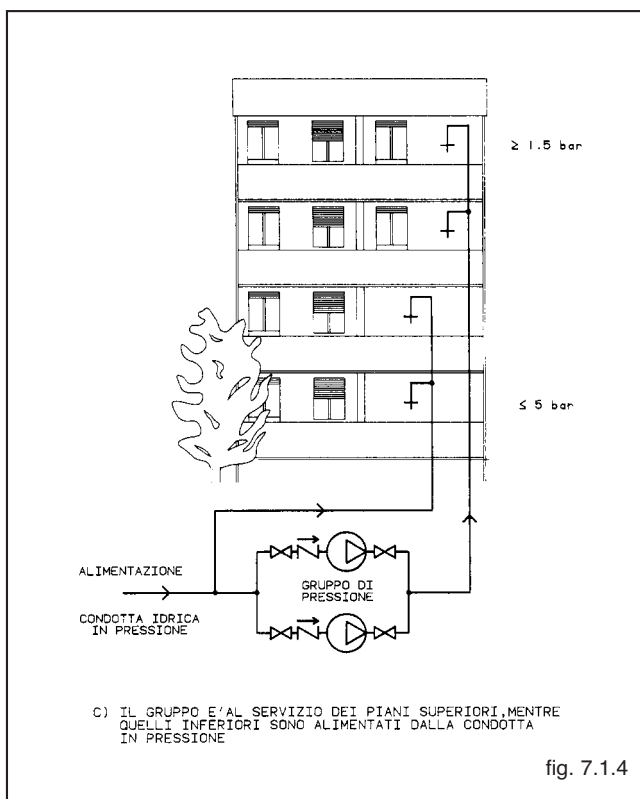 ≥ 1.5 bar
≤ 5 bar
ALIMENTAZIONE
CONDOTTA IDRICA
IN PRESSIONE
GRUPPO DI
PRESSIONE
C) IL GRUPPO E'AL SERVIZIO DEI PIANI SUPERIORI,MENTRE
QUELLI INFERIORI SONO ALIMENTATI DALLA CONDOTTA
IN PRESSIONE
fig. 7.1.4